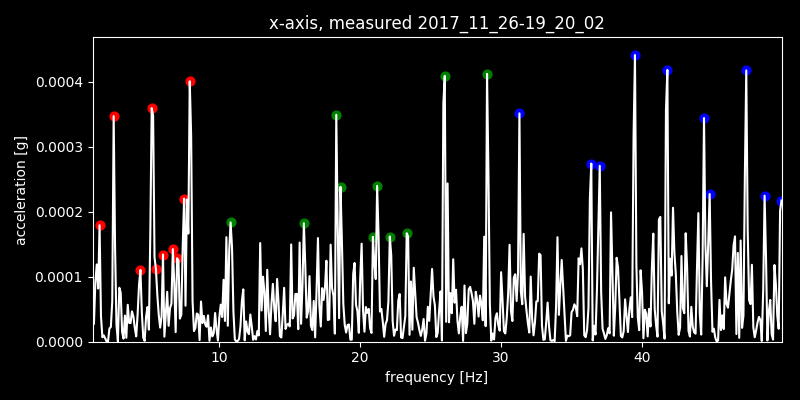 x-axis, measured 2017_11_26-19_20_02
acceleration [g]
0.0004
0.0003
0.0002
0.0001
0.0000
10 20 30 40
frequency [Hz]